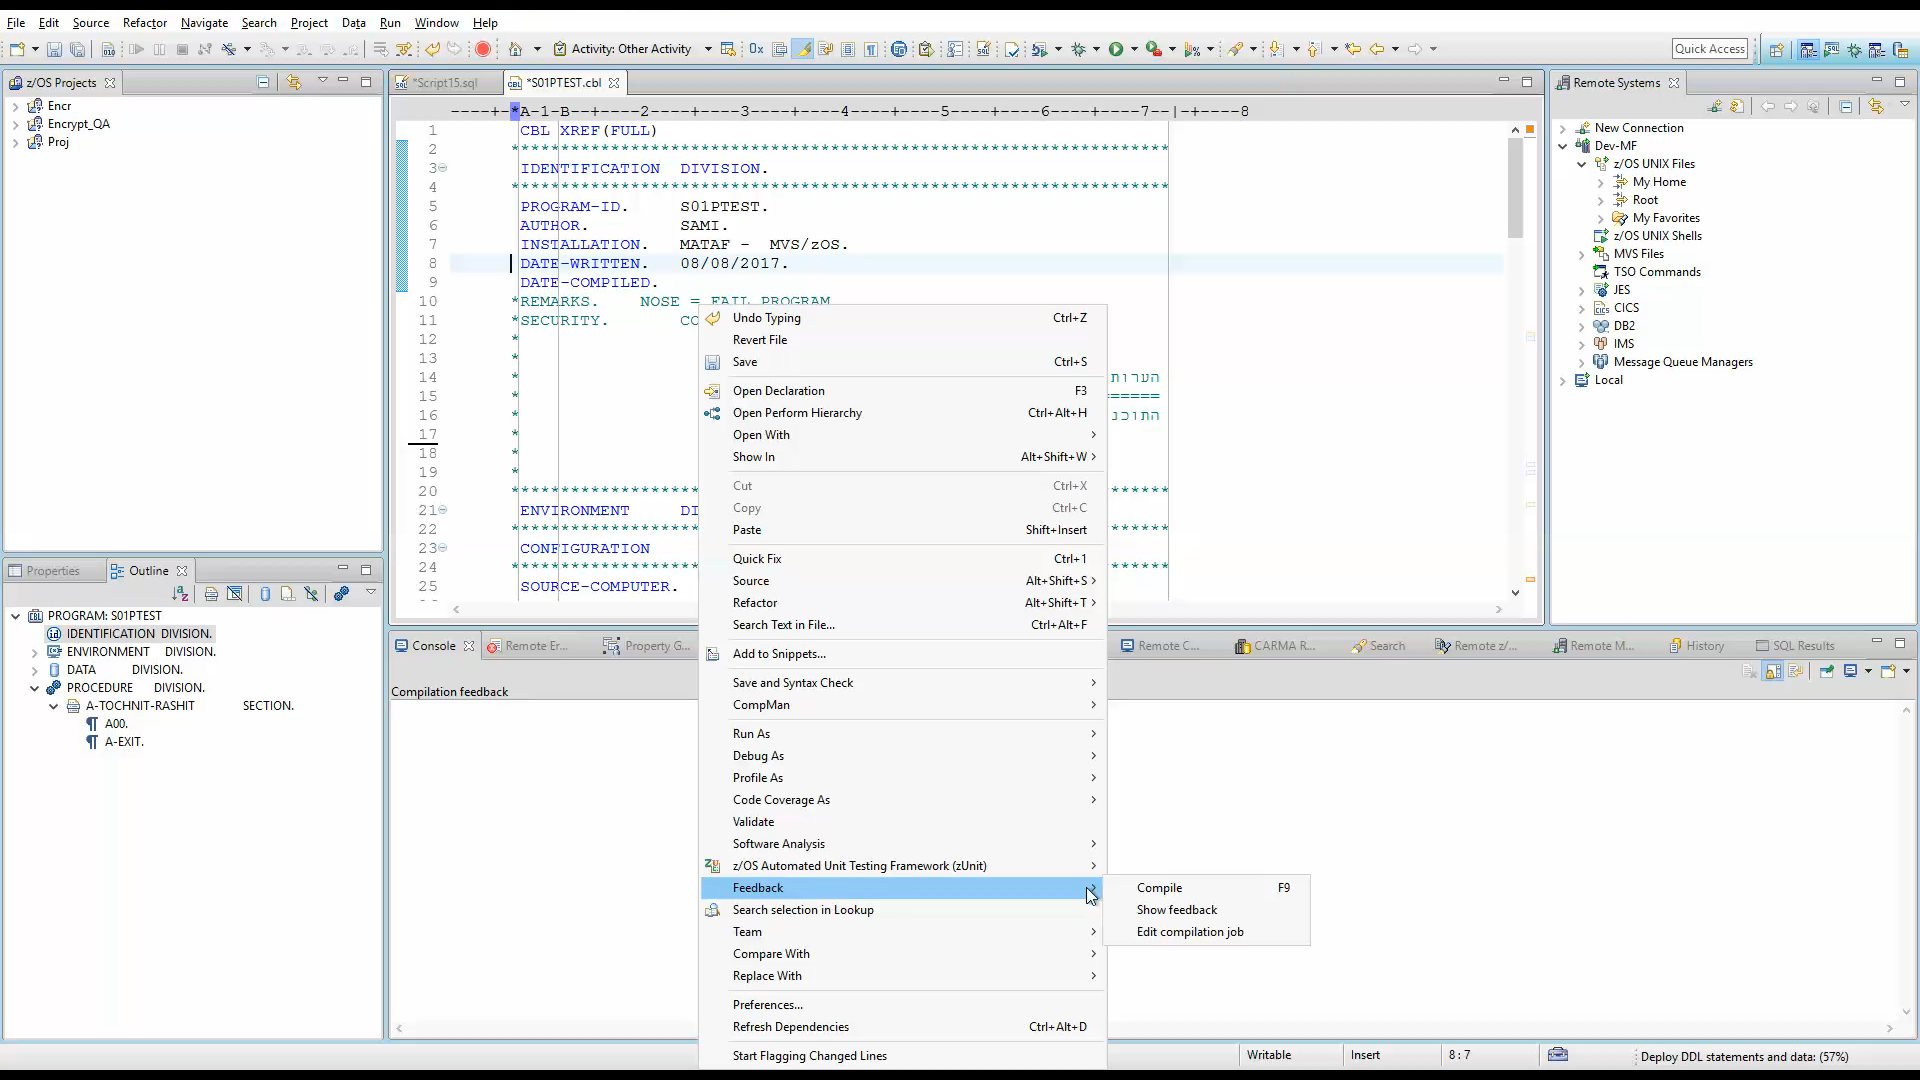 File Edit Source Refactor Navigate Search Project Data Run Window Help
Activity: Other Activity
Quick Access
z/OS Projects
Encr
Encrypt_QA
Proj
*Script15.sql
*S01PTEST.cbl
----+-*A-1-B--+----2----+----3----+----4----+----5----+----6----+----7--|-+----8
1 CBL XREF(FULL)
2 *****************************************************************
3 IDENTIFICATION DIVISION.
4 *****************************************************************
5 PROGRAM-ID. S01PTEST.
6 AUTHOR. SAMI.
7 INSTALLATION. MATAF - MVS/zOS.
8 DATE-WRITTEN. 08/08/2017.
9 DATE-COMPILED.
10 *REMARKS. NOSE = FAIL PROGRAM
11 *SECURITY. CO
12 *
13 *
14 * הערות
15 * ======
16 * התוכנ
17 *
18 *
19 *
20 ******************* ******
21 ENVIRONMENT DI
22 ******************* ******
23 CONFIGURATION
24 ******************* ******
25 SOURCE-COMPUTER.
Undo Typing Ctrl+Z
Revert File
Save Ctrl+S
Open Declaration F3
Open Perform Hierarchy Ctrl+Alt+H
Open With
Show In Alt+Shift+W
Cut Ctrl+X
Copy Ctrl+C
Paste Shift+Insert
Quick Fix Ctrl+1
Source Alt+Shift+S
Refactor Alt+Shift+T
Search Text in File... Ctrl+Alt+F
Add to Snippets...
Save and Syntax Check
CompMan
Run As
Debug As
Profile As
Code Coverage As
Validate
Software Analysis
z/OS Automated Unit Testing Framework (zUnit)
Feedback
Search selection in Lookup
Team
Compare With
Replace With
Preferences...
Refresh Dependencies Ctrl+Alt+D
Start Flagging Changed Lines
Compile F9
Show feedback
Edit compilation job
Remote Systems
New Connection
Dev-MF
z/OS UNIX Files
My Home
Root
My Favorites
z/OS UNIX Shells
MVS Files
TSO Commands
JES
CICS
DB2
IMS
Message Queue Managers
Local
Properties
Outline
PROGRAM: S01PTEST
IDENTIFICATION DIVISION.
ENVIRONMENT DIVISION.
DATA DIVISION.
PROCEDURE DIVISION.
A-TOCHNIT-RASHIT SECTION.
A00.
A-EXIT.
Console
Remote Er...
Property G...
Remote C...
CARMA R...
Search
Remote z/...
Remote M...
History
SQL Results
Compilation feedback
Writable
Insert
8 : 7
Deploy DDL statements and data: (57%)